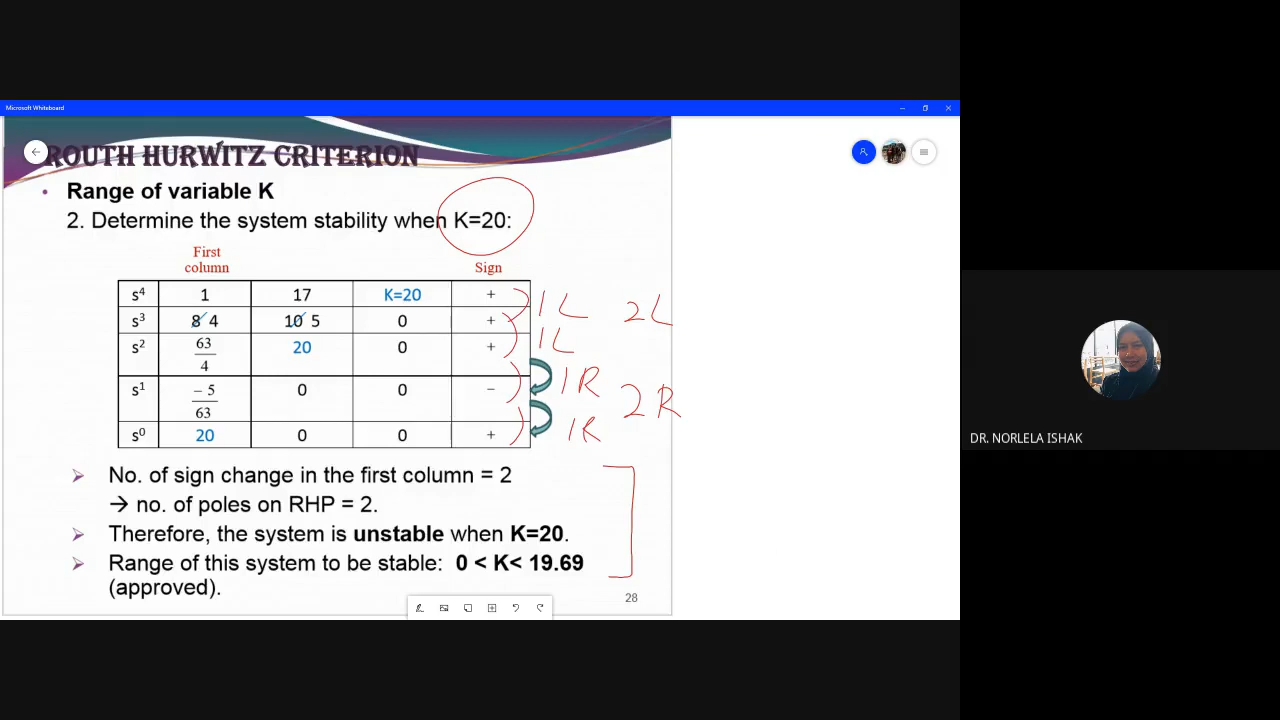 Microsoft Whiteboard
ROUTH HURWITZ CRITERION
• Range of variable K
2. Determine the system stability when K=20:
First column Sign
s⁴ 1 17 K=20 + 1L
s³ 8 4 10 5 0 + 2L
s² 63/4 20 0 + 1L
s¹ -5/63 0 0 - 1R
2R
s⁰ 20 0 0 + 1R
➢ No. of sign change in the first column = 2
→ no. of poles on RHP = 2.
➢ Therefore, the system is unstable when K=20.
➢ Range of this system to be stable: 0 < K< 19.69
(approved).
28
DR. NORLELA ISHAK